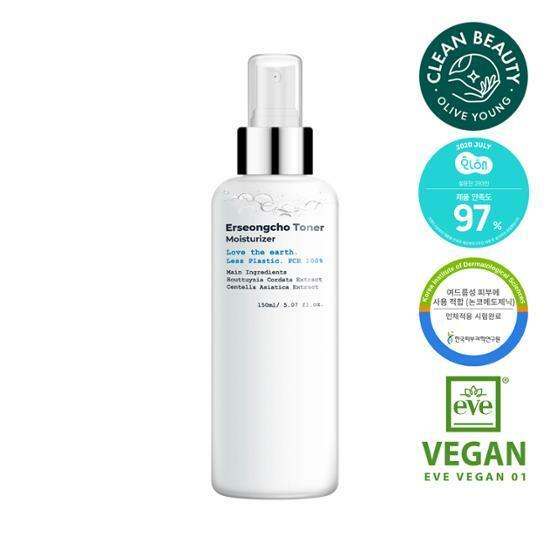 Erseongcho Toner
Moisturizer
Love the earth.
Less Plastic. PCR 100%
Main Ingredients
Houttuynia Cordata Extract
Centella Asiatica Extract
150ml/ 5.07 fl.oz.
CLEAN BEAUTY
OLIVE YOUNG
2020 JULY
제품 만족도
97%
Korea Institute of Dermatological Sciences
여드름성 피부에
사용 적합 (논코메도제닉)
인체적용 시험완료
한국피부과학연구원
eve
®
VEGAN
EVE VEGAN 01